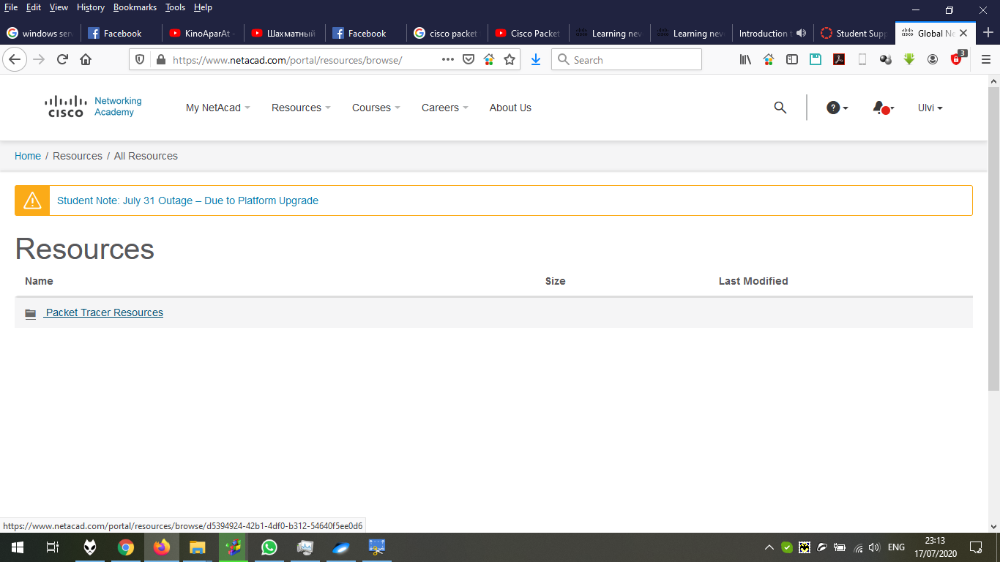 File Edit View History Bookmarks Tools Help
windows serv Facebook KinoAparAt - Шахматный Facebook cisco packet Cisco Packet Learning nev Learning nev Introduction t Student Supp Global Ne
https://www.netacad.com/portal/resources/browse/ Search 3
cisco Networking Academy
My NetAcad Resources Courses Careers About Us Ulvi
Home / Resources / All Resources
Student Note: July 31 Outage – Due to Platform Upgrade
Resources
Name Size Last Modified
Packet Tracer Resources
https://www.netacad.com/portal/resources/browse/d5394924-42b1-4df0-b312-54640f5ee0d6
ENG 23:13
17/07/2020